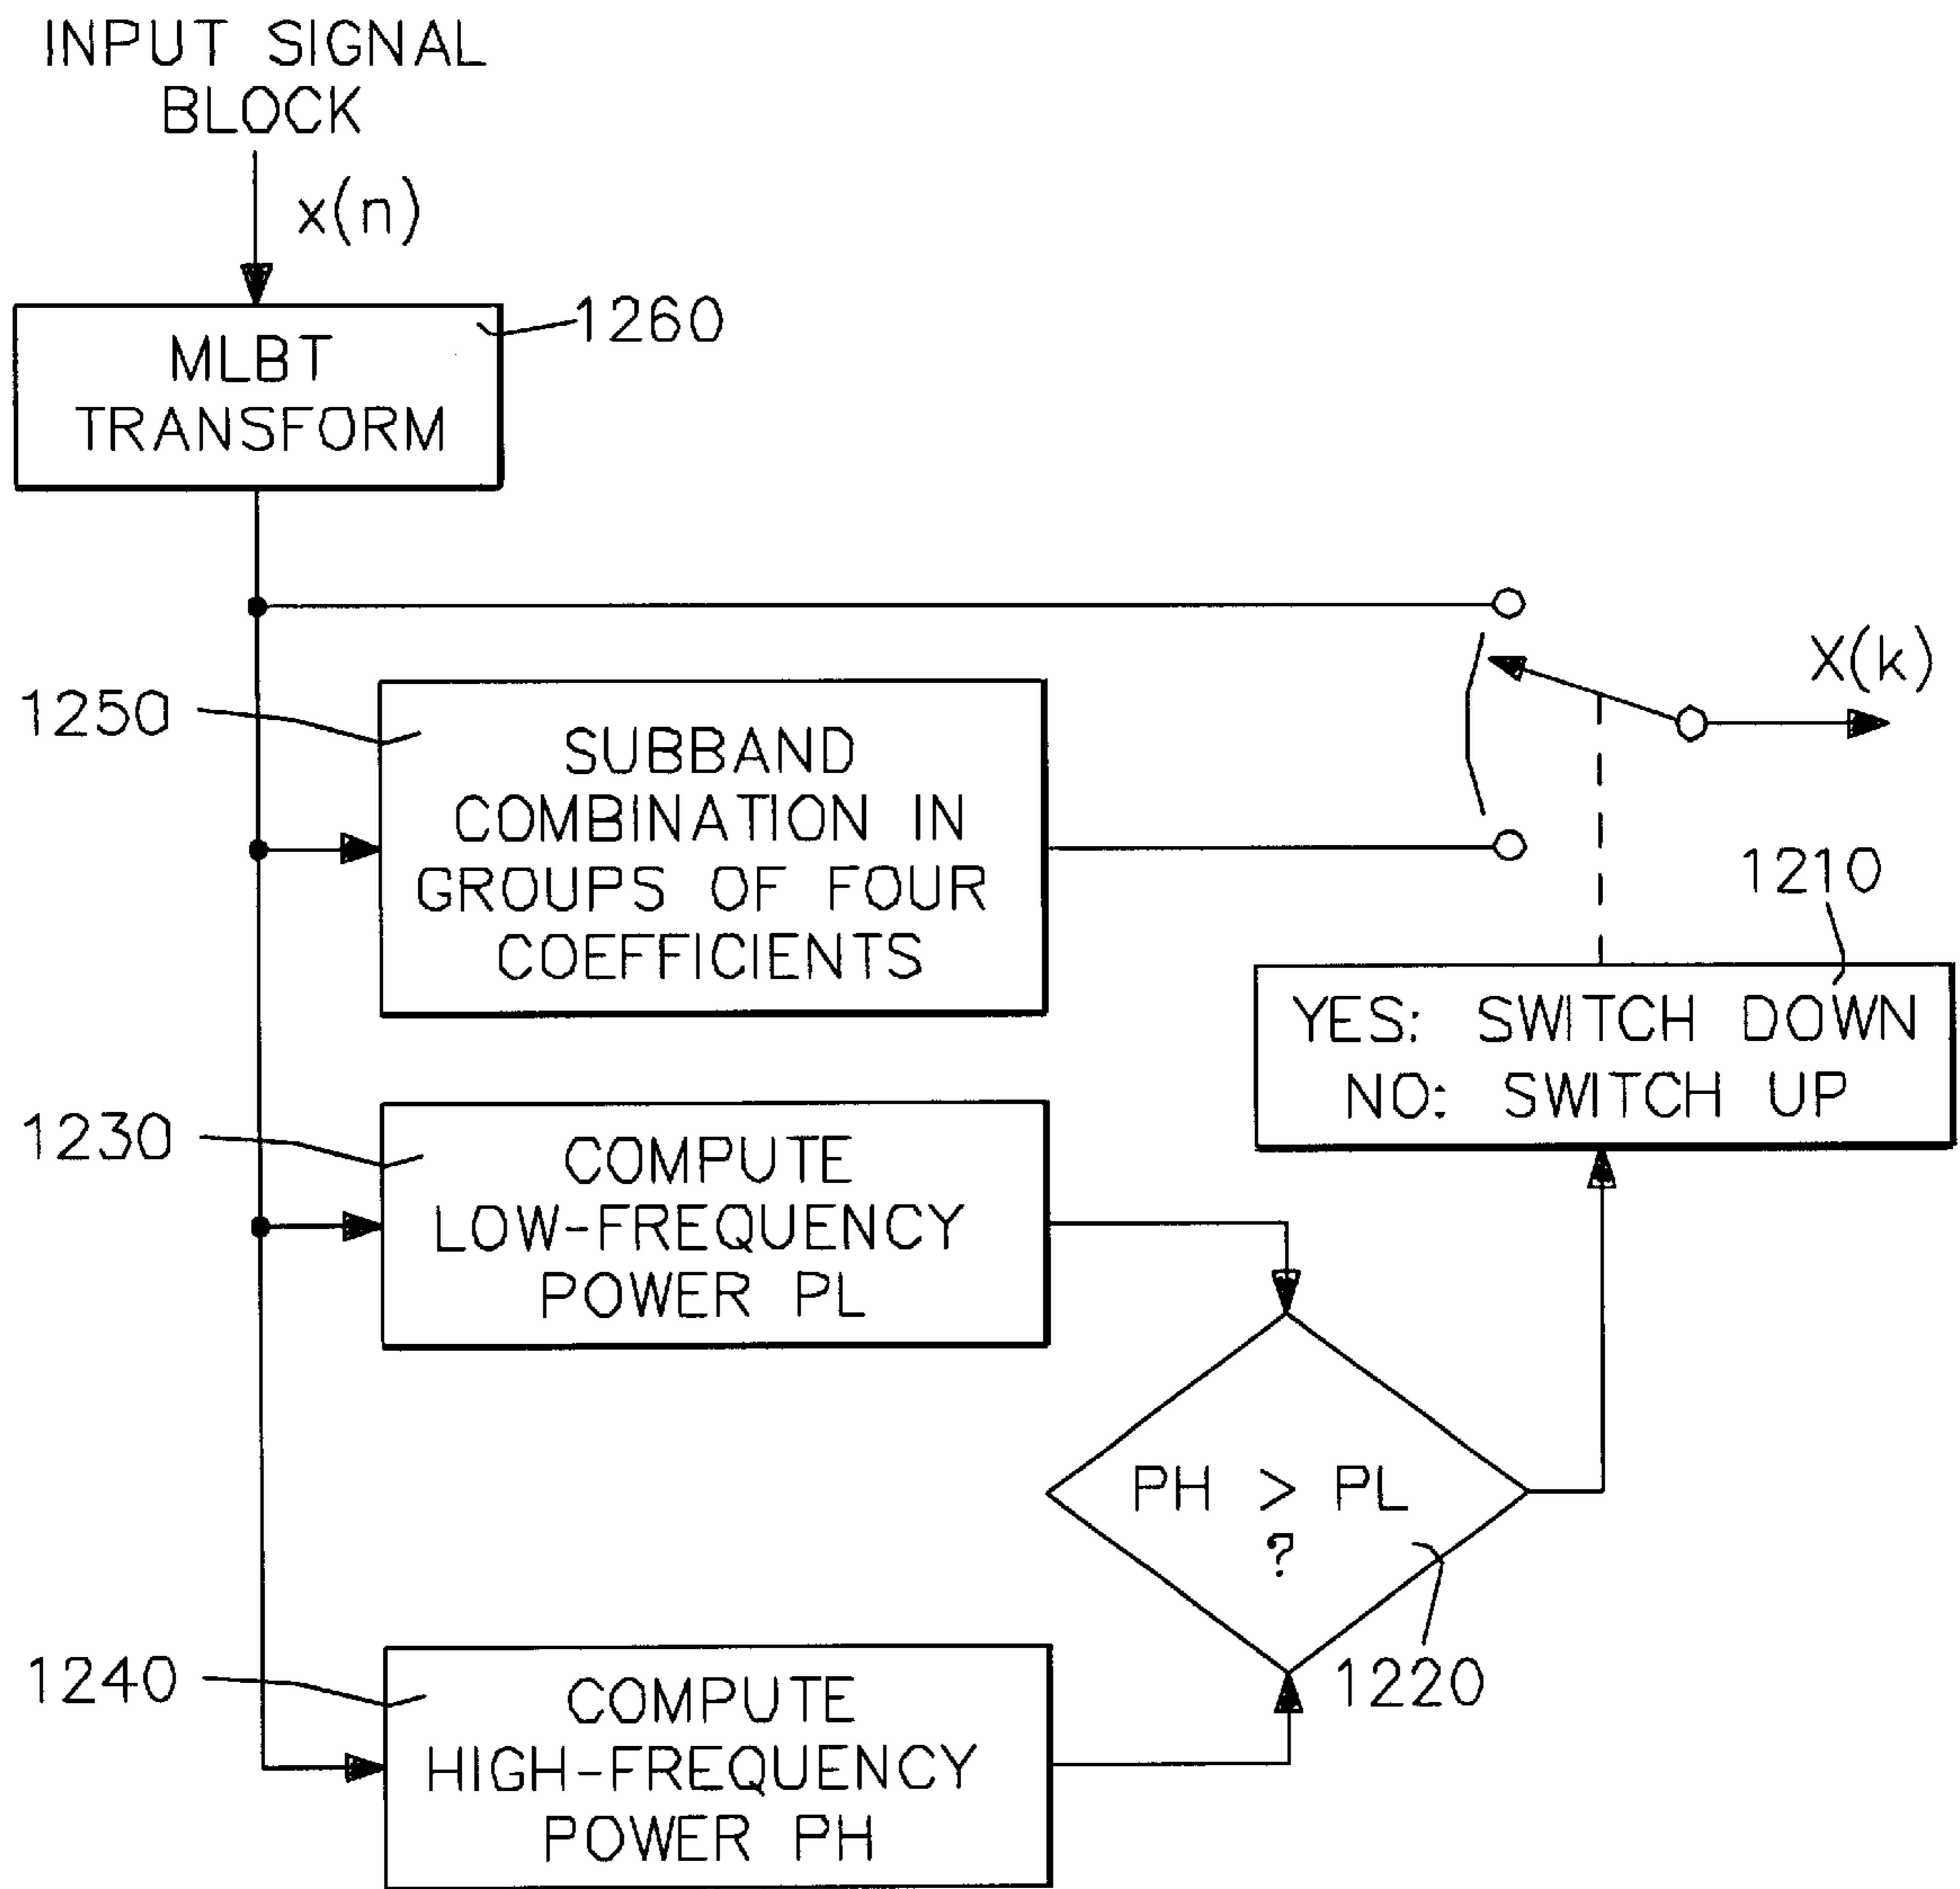 INPUT SIGNAL
BLOCK
x(n)
MLBT
TRANSFORM
1260
X(k)
1250
SUBBAND
COMBINATION IN
GROUPS OF FOUR
COEFFICIENTS
1210
YES: SWITCH DOWN
NO: SWITCH UP
1230
COMPUTE
LOW-FREQUENCY
POWER PL
PH > PL
?
1220
1240
COMPUTE
HIGH-FREQUENCY
POWER PH